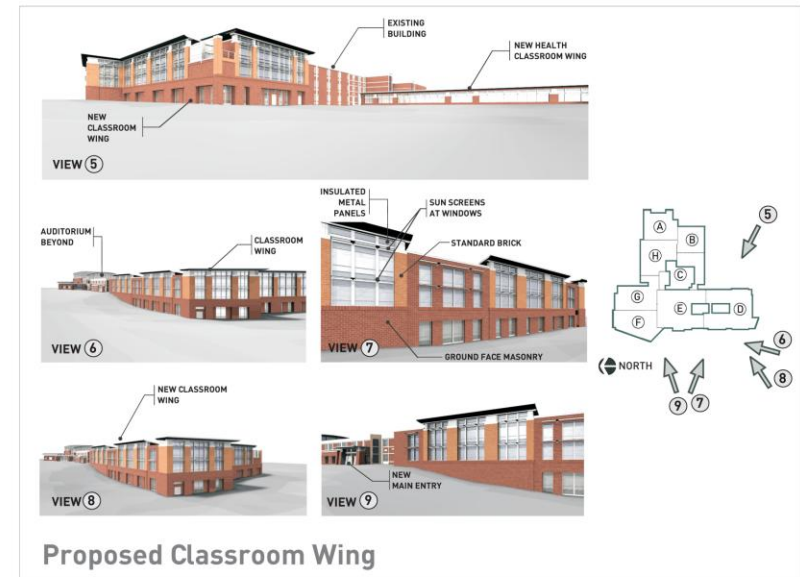 EXISTING
BUILDING
NEW HEALTH
CLASSROOM WING
NEW
CLASSROOM
WING
VIEW 5
AUDITORIUM
BEYOND
CLASSROOM
WING
VIEW 6
INSULATED
METAL
PANELS
SUN SCREENS
AT WINDOWS
STANDARD BRICK
GROUND FACE MASONRY
VIEW 7
NEW CLASSROOM
WING
VIEW 8
NEW
MAIN ENTRY
VIEW 9
A
B
H
C
G
E
D
F
5
6
8
9
7
NORTH
Proposed Classroom Wing